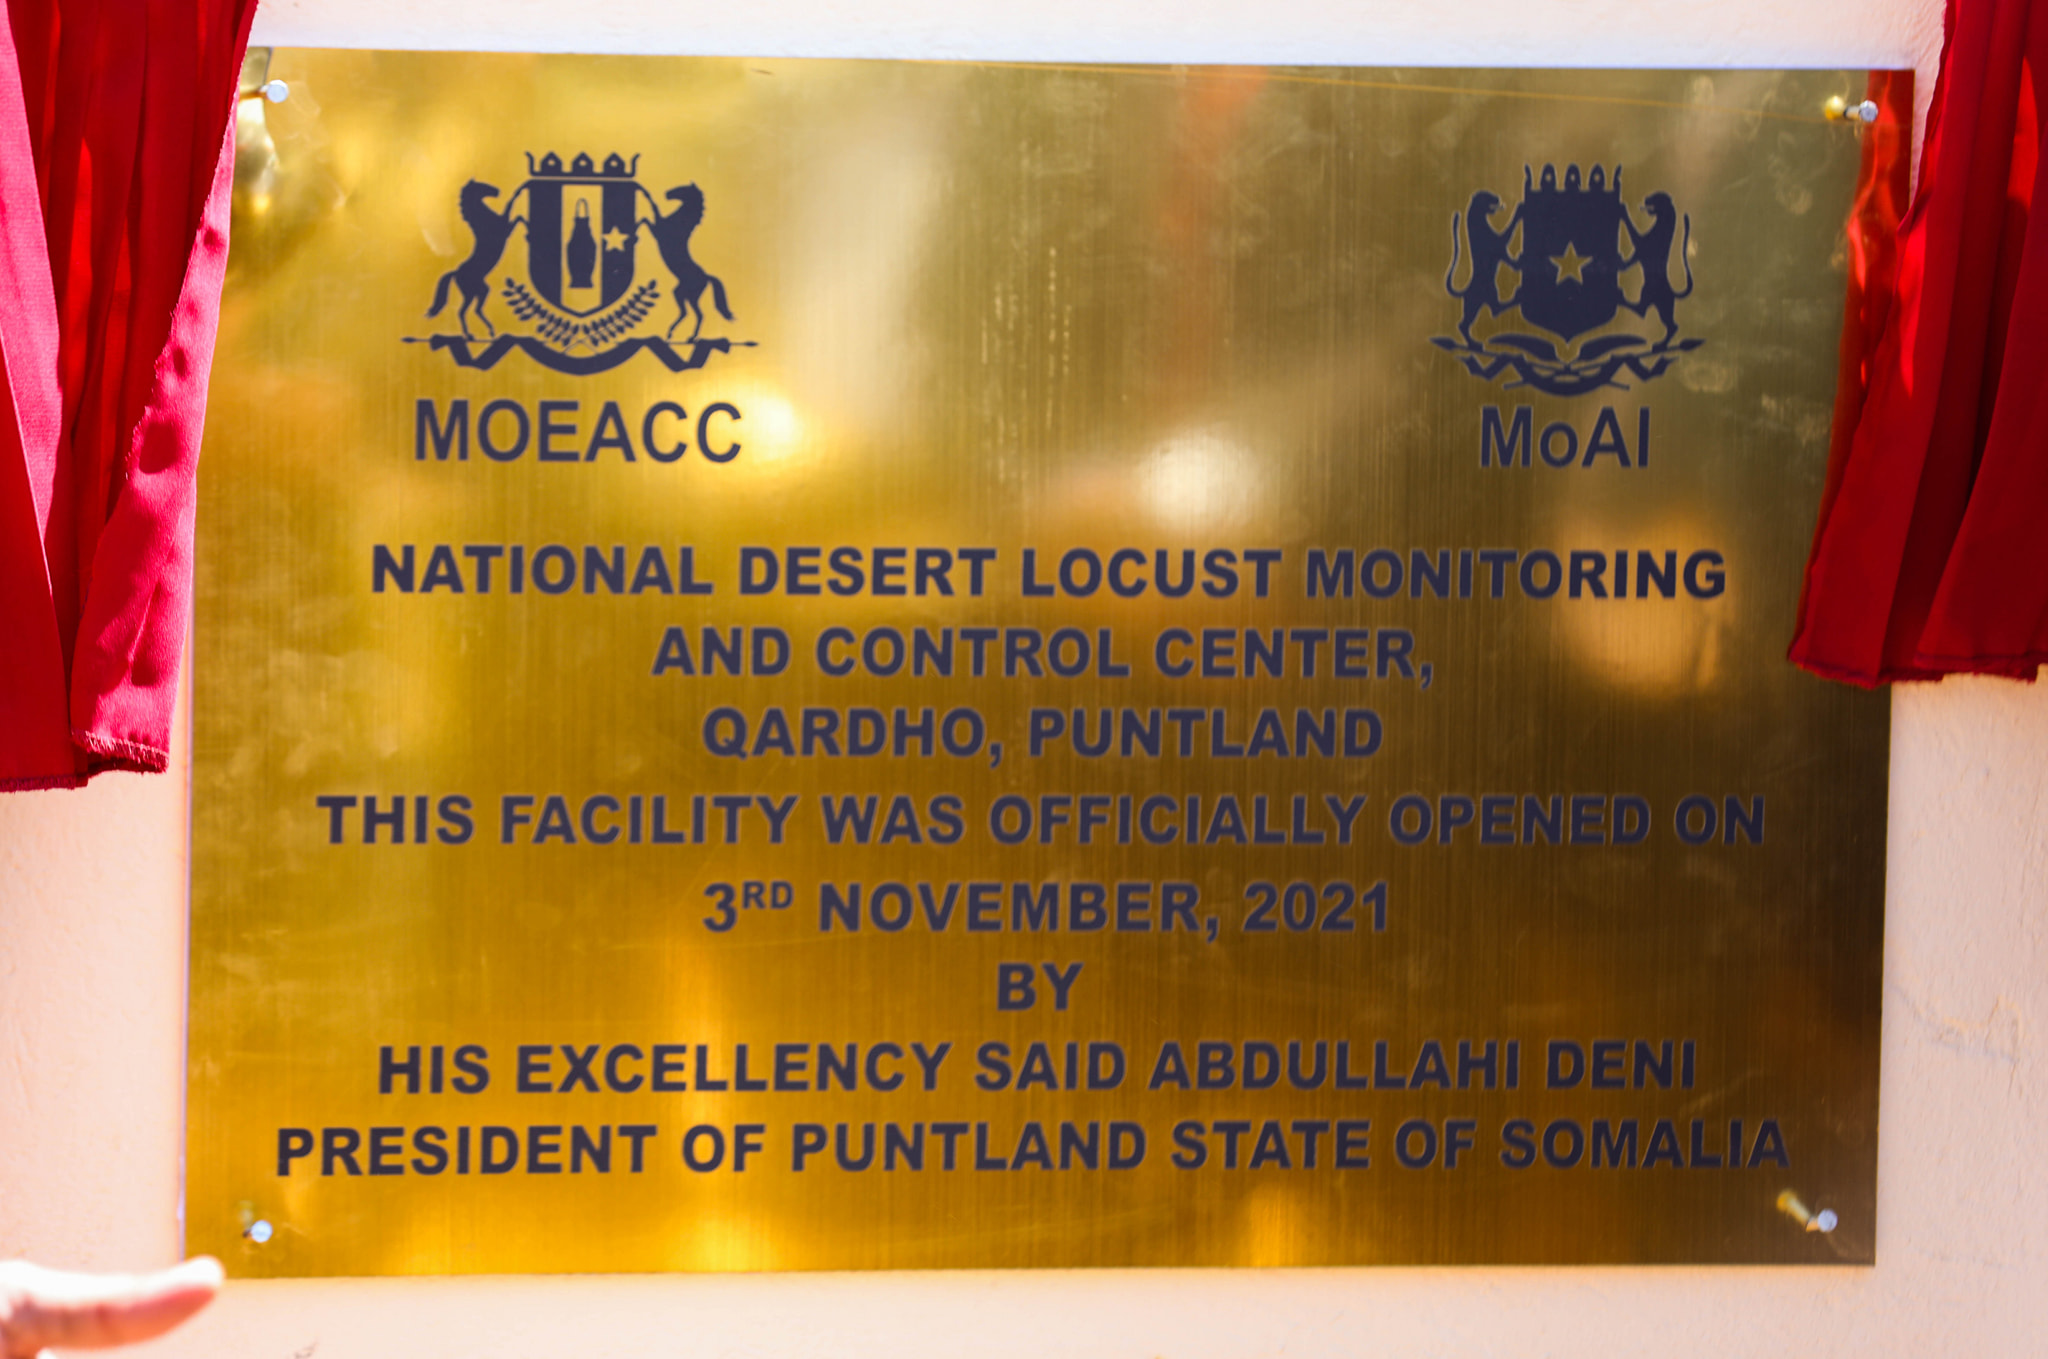 MOEACC
MoAI
NATIONAL DESERT LOCUST MONITORING
AND CONTROL CENTER,
QARDHO, PUNTLAND
THIS FACILITY WAS OFFICIALLY OPENED ON
3RD NOVEMBER, 2021
BY
HIS EXCELLENCY SAID ABDULLAHI DENI
PRESIDENT OF PUNTLAND STATE OF SOMALIA